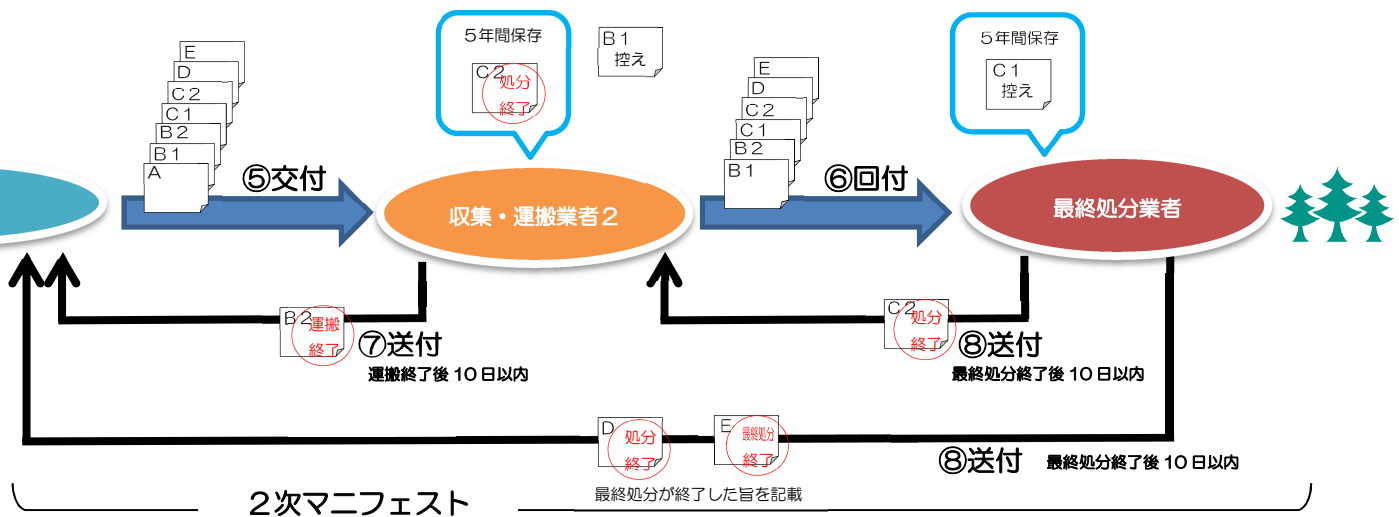 E
D
C2
C1
B2
B1
A
⑤交付
5年間保存
C2
処分
終了
B1
控え
収集・運搬業者2
E
D
C2
C1
B2
B1
⑥回付
5年間保存
C1
控え
最終処分業者
B2
運搬
終了
⑦送付
運搬終了後10日以内
C2
処分
終了
⑧送付
最終処分終了後10日以内
D
処分
終了
E
最終処分
終了
⑧送付 最終処分終了後10日以内
最終処分が終了した旨を記載
2次マニフェスト